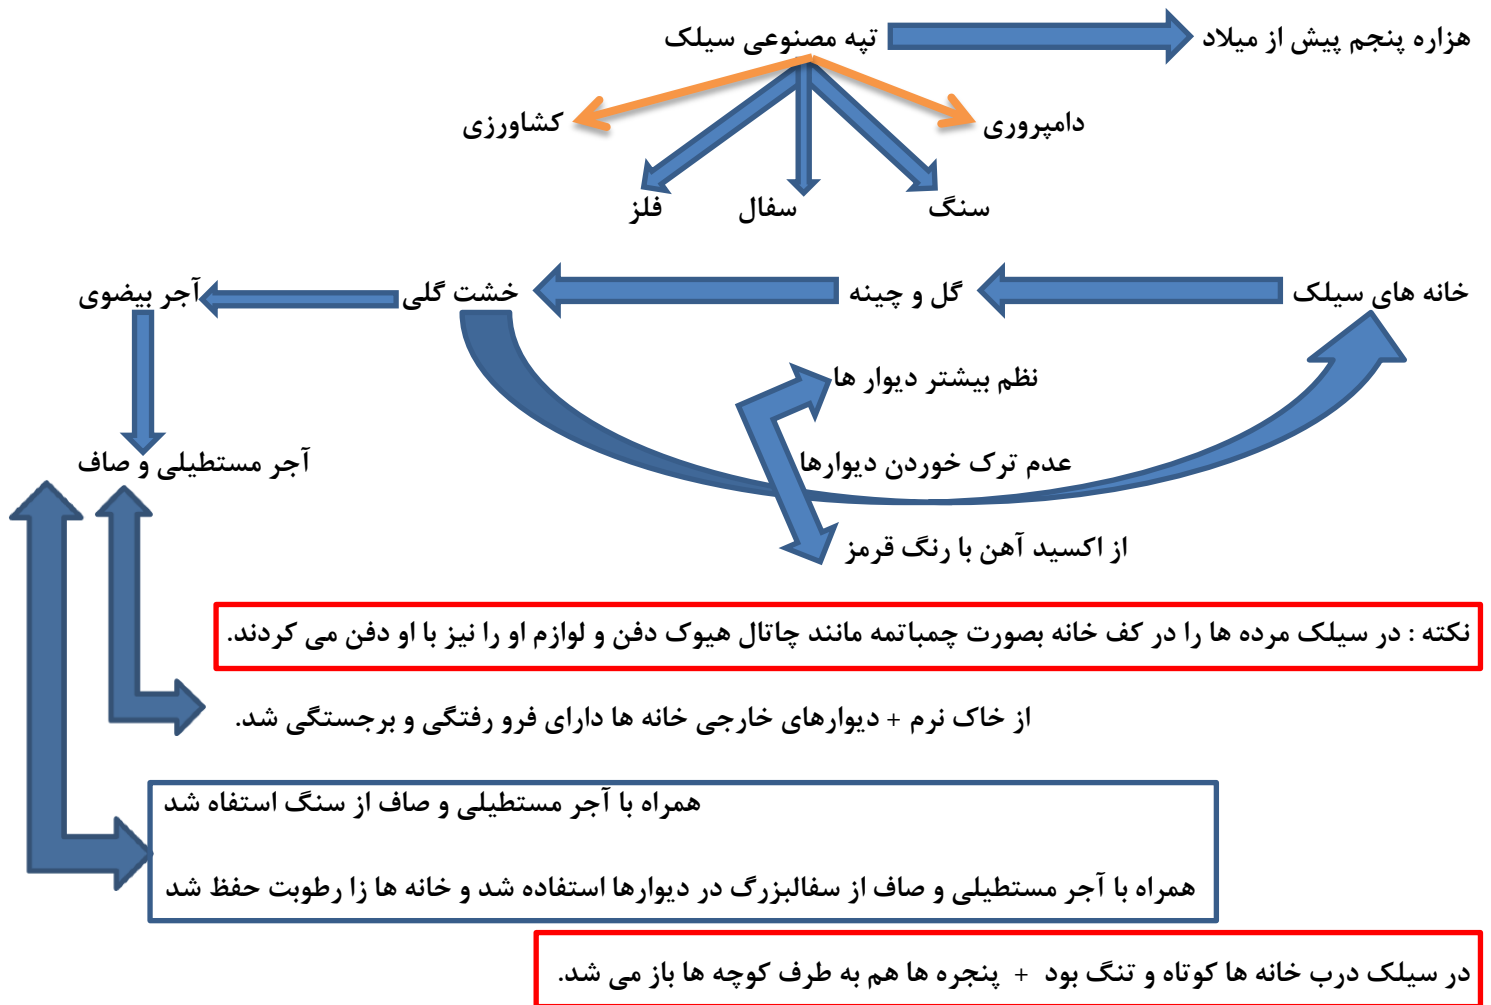 هزاره پنجم پیش از میلاد
تپه مصنوعی سیلک
دامپروری
کشاورزی
سنگ
سفال
فلز
خانه های سیلک
گل و چینه
خشت گلی
آجر بیضوی
نظم بیشتر دیوار ها
عدم ترک خوردن دیوارها
آجر مستطیلی و صاف
از اکسید آهن با رنگ قرمز
نکته : در سیلک مرده ها را در کف خانه بصورت چمباتمه مانند چاتال هیوک دفن و لوازم او را نیز با او دفن می کردند.
از خاک نرم + دیوارهای خارجی خانه ها دارای فرو رفتگی و برجستگی شد.
همراه با آجر مستطیلی و صاف از سنگ استفاه شد
همراه با آجر مستطیلی و صاف از سفالبزرگ در دیوارها استفاده شد و خانه ها زا رطوبت حفظ شد
در سیلک درب خانه ها کوتاه و تنگ بود + پنجره ها هم به طرف کوچه ها باز می شد.